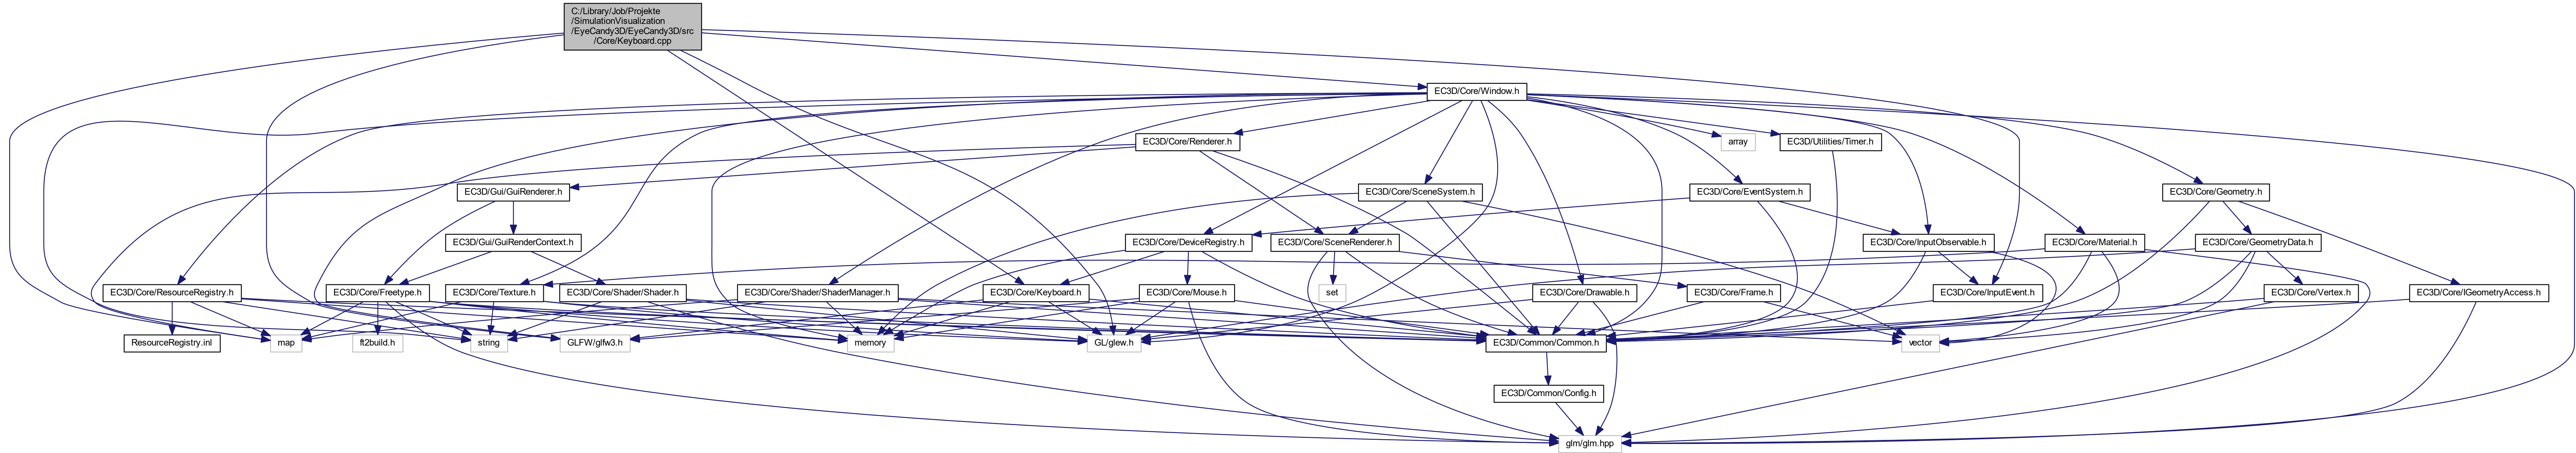 C:/Library/Job/Projekte
/SimulationVisualization
/EyeCandy3D/EyeCandy3D/src
/Core/Keyboard.cpp
EC3D/Core/Window.h
EC3D/Core/Renderer.h
array
EC3D/Utilities/Timer.h
EC3D/Gui/GuiRenderer.h
EC3D/Core/SceneSystem.h
EC3D/Core/EventSystem.h
EC3D/Core/Geometry.h
EC3D/Gui/GuiRenderContext.h
EC3D/Core/DeviceRegistry.h
EC3D/Core/SceneRenderer.h
EC3D/Core/InputObservable.h
EC3D/Core/Material.h
EC3D/Core/GeometryData.h
EC3D/Core/ResourceRegistry.h
EC3D/Core/Freetype.h
EC3D/Core/Texture.h
EC3D/Core/Shader/Shader.h
EC3D/Core/Shader/ShaderManager.h
EC3D/Core/Keyboard.h
EC3D/Core/Mouse.h
set
EC3D/Core/Drawable.h
EC3D/Core/Frame.h
EC3D/Core/InputEvent.h
EC3D/Core/Vertex.h
EC3D/Core/IGeometryAccess.h
ResourceRegistry.inl
map
ft2build.h
string
GLFW/glfw3.h
memory
GL/glew.h
EC3D/Common/Common.h
vector
EC3D/Common/Config.h
glm/glm.hpp